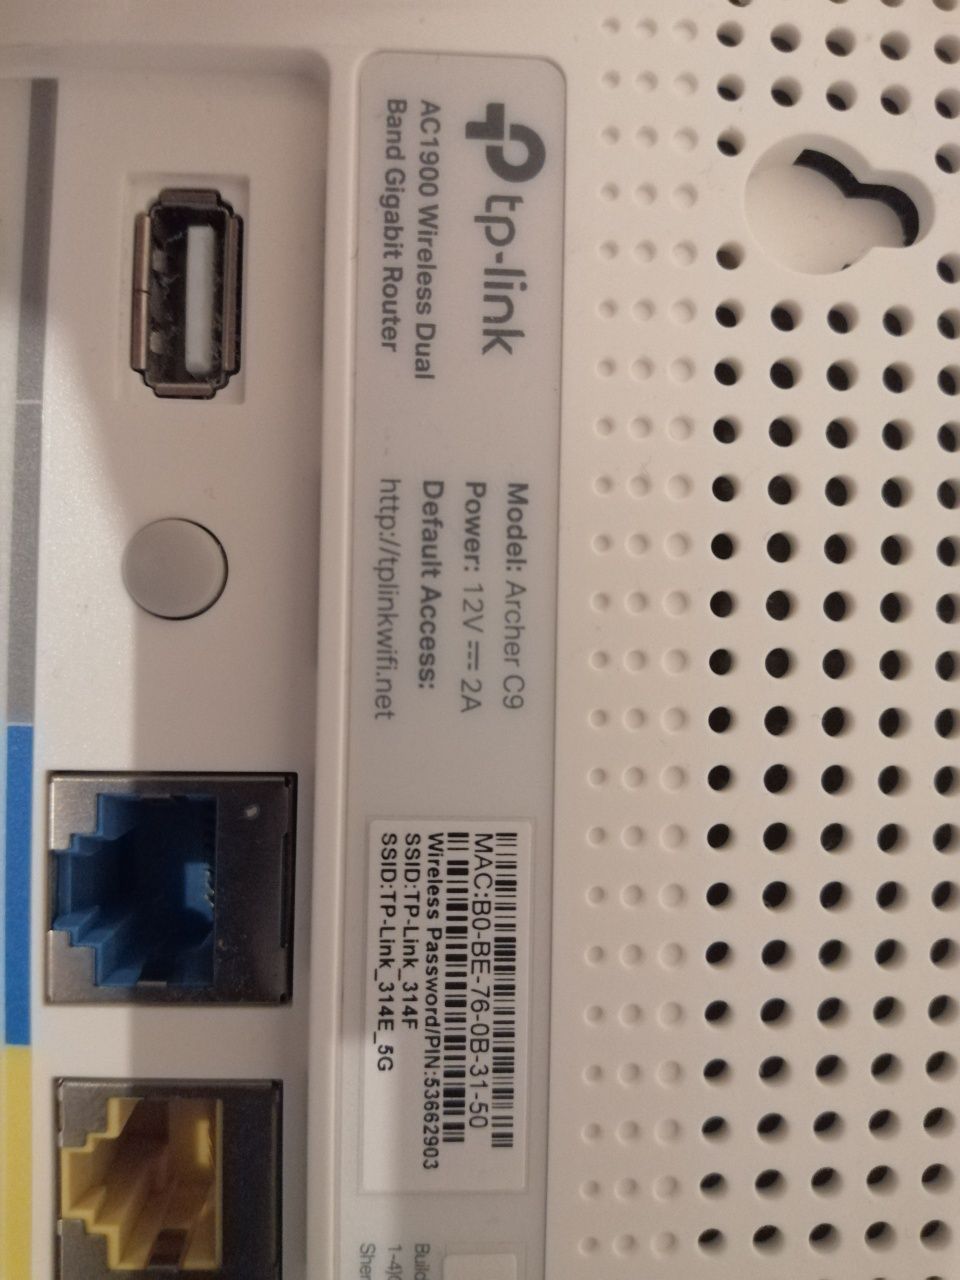 tp-link
AC1900 Wireless Dual
Band Gigabit Router
Model: Archer C9
Power: 12V⎓2A
Default Access:
http://tplinkwifi.net
MAC:B0-BE-76-0B-31-50
Wireless Password/PIN:53662903
SSID:TP-Link_314F
SSID:TP-Link_314E_5G